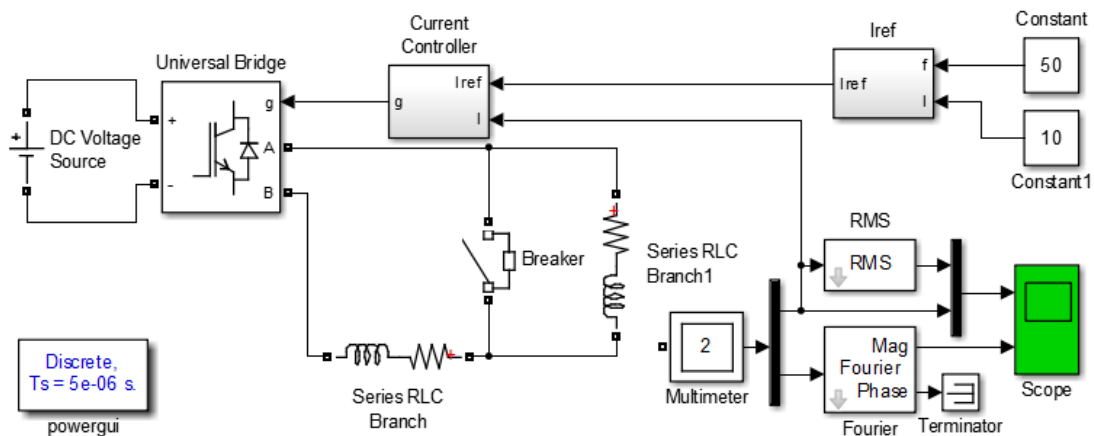 Current
Controller
Constant
Iref
Universal Bridge
f
50
Iref
Iref
g
g
I
I
+
10
DC Voltage
Source
+
A
Constant1
-
B
RMS
Breaker
Series RLC
Branch1
RMS
2
Mag
Fourier
Phase
Discrete,
Ts = 5e-06 s.
Series RLC
Branch
Multimeter
Terminator
Scope
powergui
Fourier